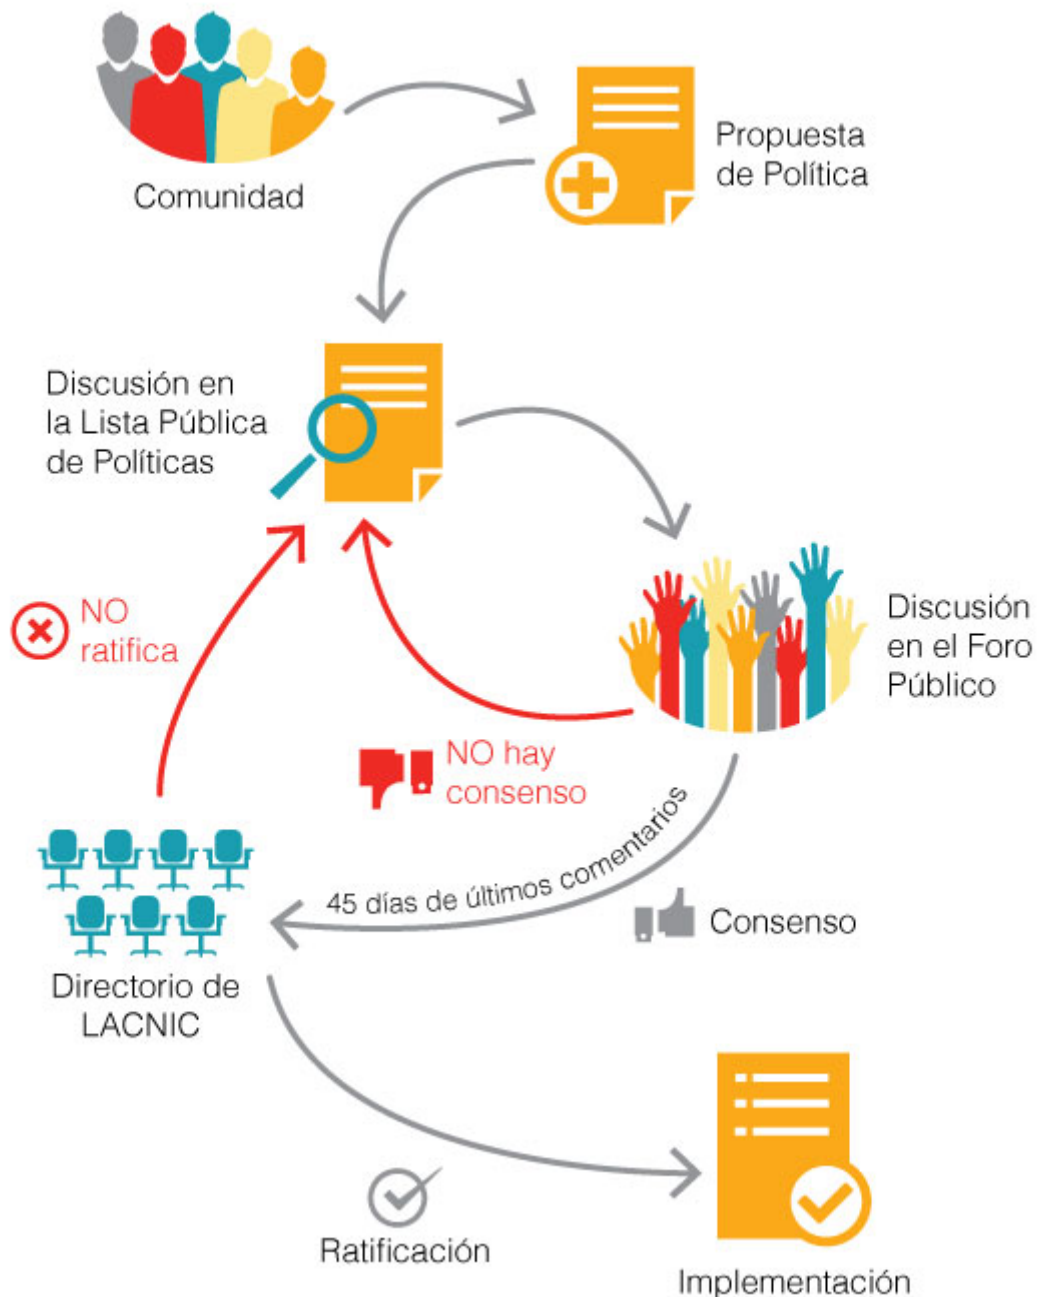 Comunidad
Propuesta
de Política
Discusión en
la Lista Pública
de Políticas
Discusión
en el Foro
Público
NO
ratifica
NO hay
consenso
45 días de últimos comentarios
Consenso
Directorio de
LACNIC
Ratificación
Implementación